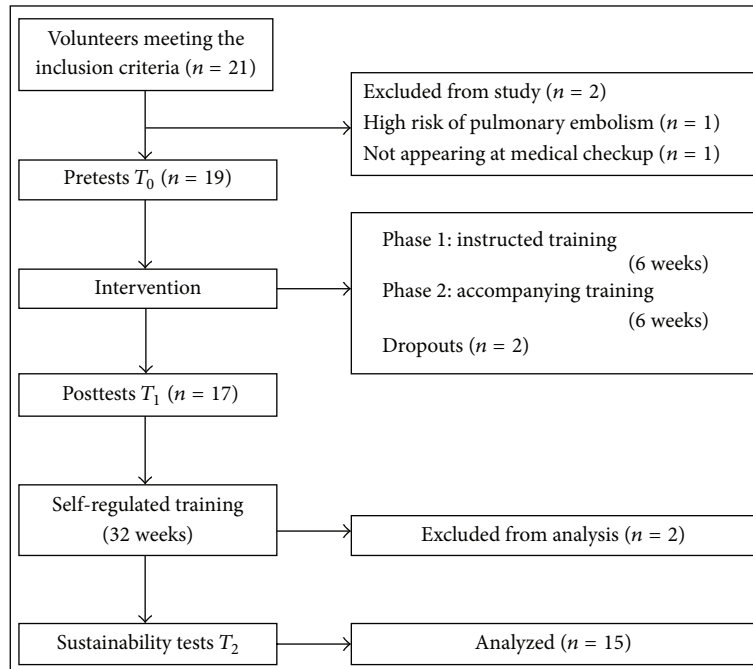 Volunteers meeting the
inclusion criteria (n = 21)
Excluded from study (n = 2)
High risk of pulmonary embolism (n = 1)
Not appearing at medical checkup (n = 1)
Pretests T0 (n = 19)
Intervention
Phase 1: instructed training
(6 weeks)
Phase 2: accompanying training
(6 weeks)
Dropouts (n = 2)
Posttests T1 (n = 17)
Self-regulated training
(32 weeks)
Excluded from analysis (n = 2)
Sustainability tests T2
Analyzed (n = 15)